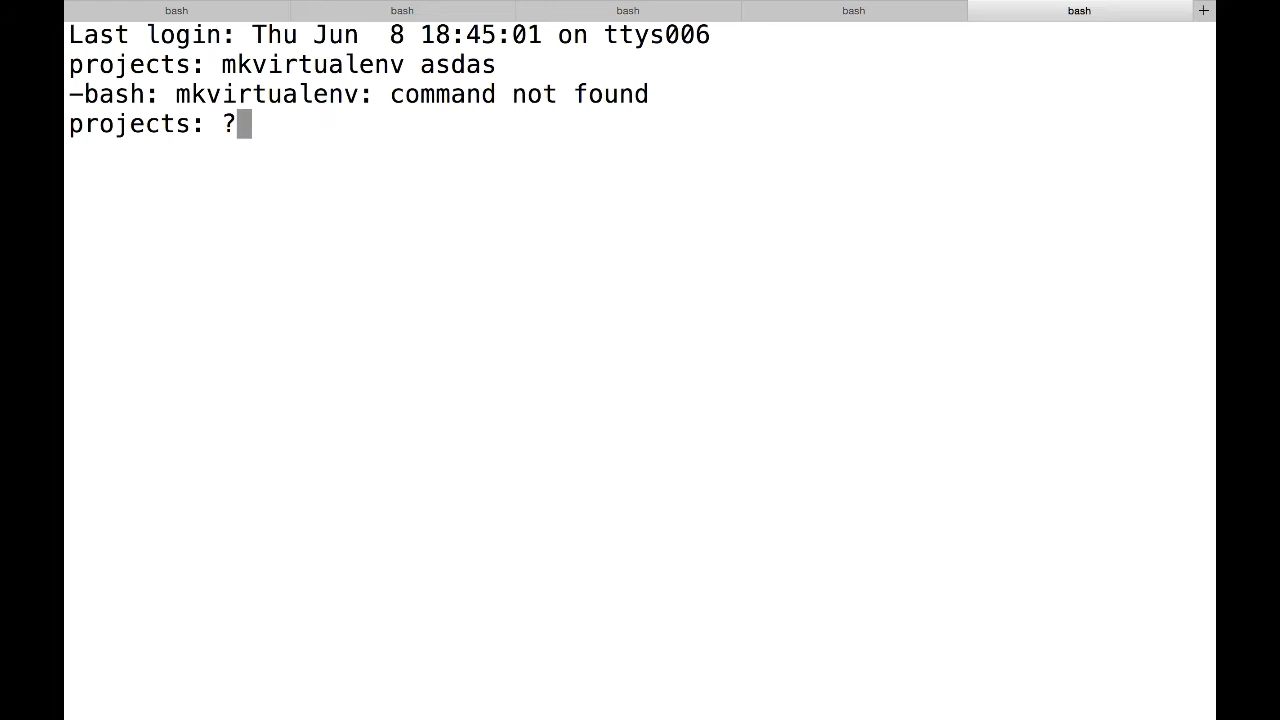 bash bash bash bash bash +
Last login: Thu Jun  8 18:45:01 on ttys006
projects: mkvirtualenv asdas
-bash: mkvirtualenv: command not found
projects: ?